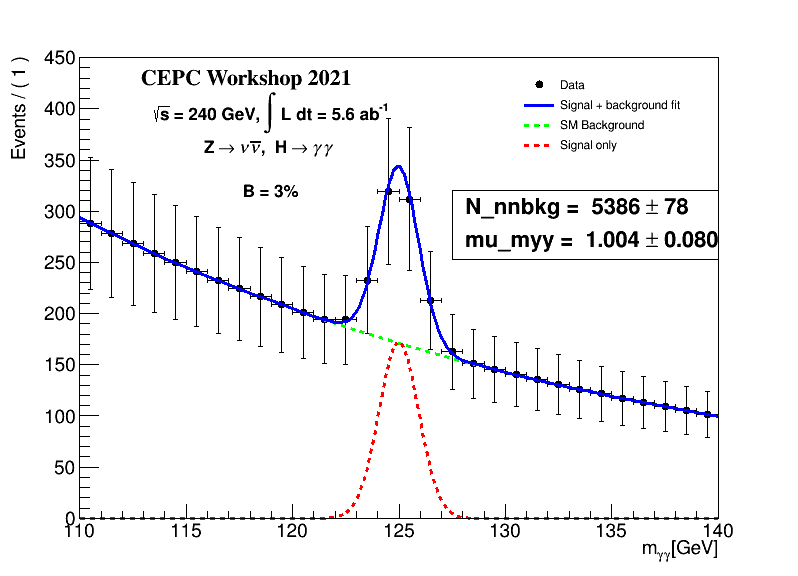 CEPC Workshop 2021
√s = 240 GeV, ∫ L dt = 5.6 ab⁻¹
Z → νν̅, H → γγ
B = 3%
Data
Signal + background fit
SM Background
Signal only
N_nnbkg = 5386 ± 78
mu_myy = 1.004 ± 0.080
Events / ( 1 )
450
400
350
300
250
200
150
100
50
0
110 115 120 125 130 135 140
m_γγ[GeV]